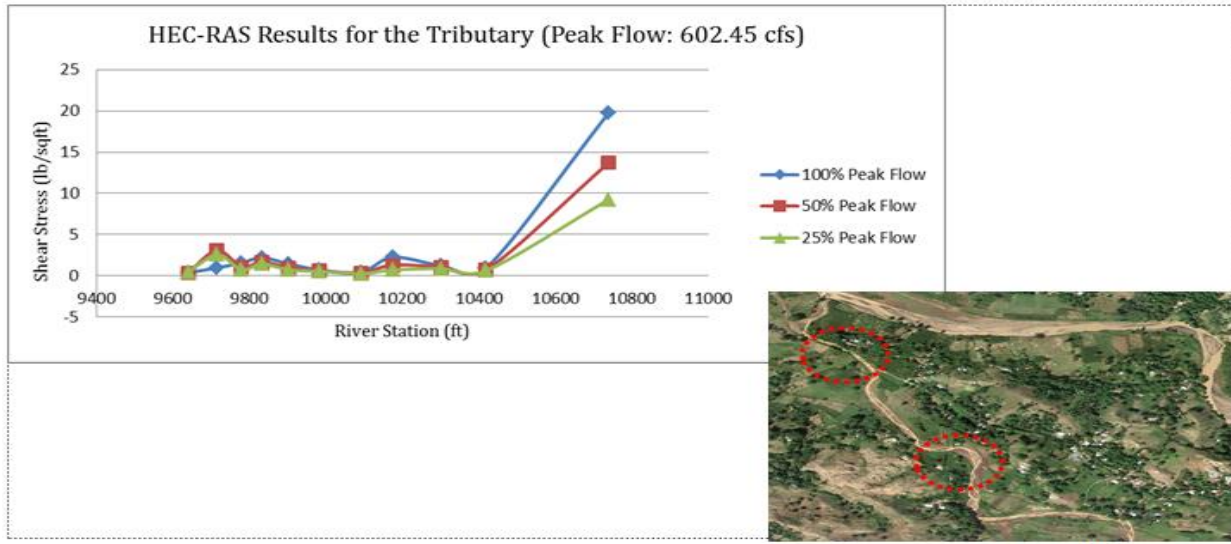 HEC-RAS Results for the Tributary (Peak Flow: 602.45 cfs)
25
20
15
10
5
0
-5
9400 9600 9800 10000 10200 10400 10600 10800 11000
Shear Stress (lb/sqft)
River Station (ft)
100% Peak Flow
50% Peak Flow
25% Peak Flow